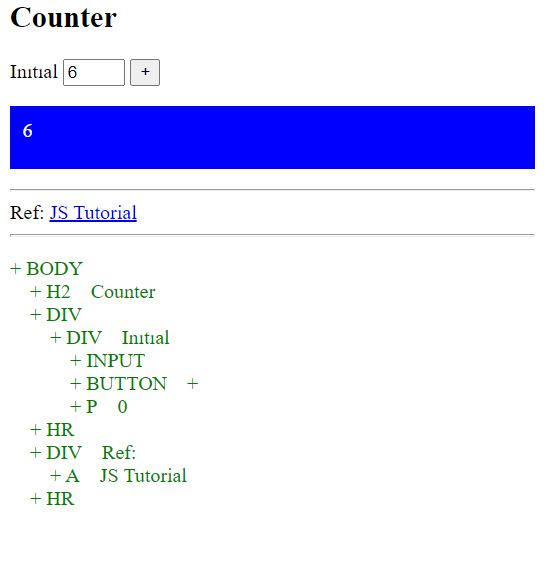 Counter
Initial 6 +
6
Ref: JS Tutorial
+ BODY
+ H2 Counter
+ DIV
+ DIV Initial
+ INPUT
+ BUTTON +
+ P 0
+ HR
+ DIV Ref:
+ A JS Tutorial
+ HR